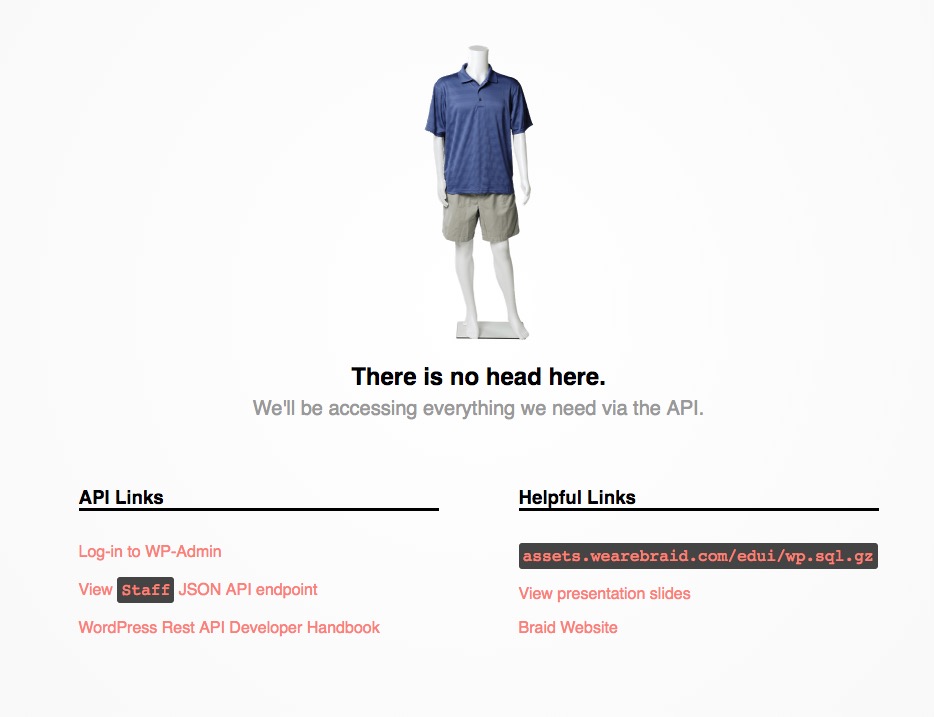 There is no head here.
We'll be accessing everything we need via the API.
API Links
Log-in to WP-Admin
View Staff JSON API endpoint
WordPress Rest API Developer Handbook
Helpful Links
assets.wearebraid.com/edui/wp.sql.gz
View presentation slides
Braid Website